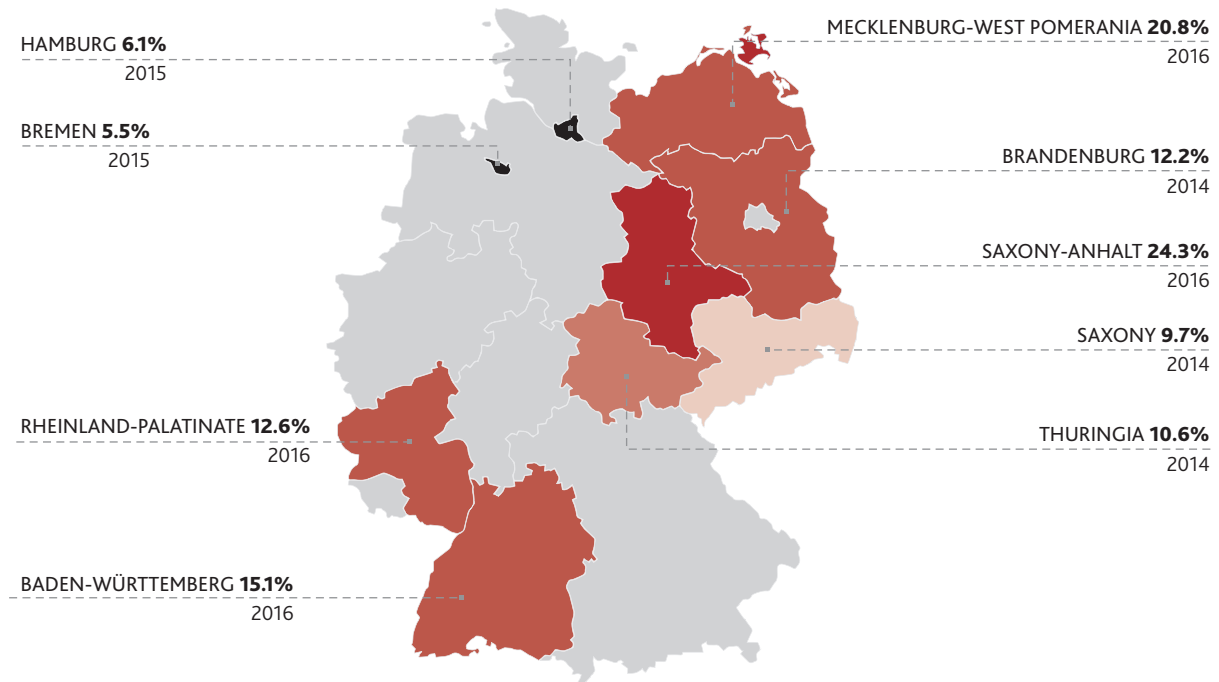 HAMBURG 6.1%
2015
BREMEN 5.5%
2015
RHEINLAND-PALATINATE 12.6%
2016
BADEN-WÜRTTEMBERG 15.1%
2016
MECKLENBURG-WEST POMERANIA 20.8%
2016
BRANDENBURG 12.2%
2014
SAXONY-ANHALT 24.3%
2016
SAXONY 9.7%
2014
THURINGIA 10.6%
2014